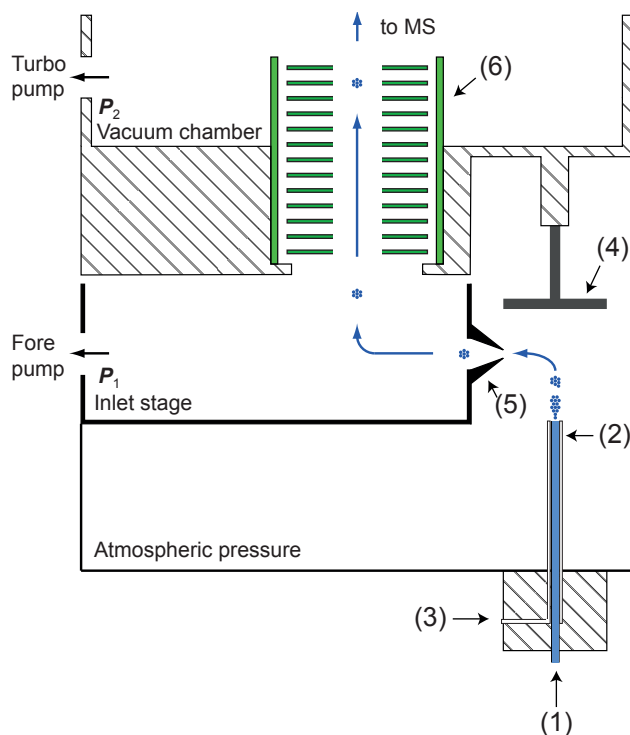 to MS
(6)
Turbo
pump
P2
Vacuum chamber
(4)
Fore
pump
P1
Inlet stage
(5)
(2)
Atmospheric pressure
(3)
(1)